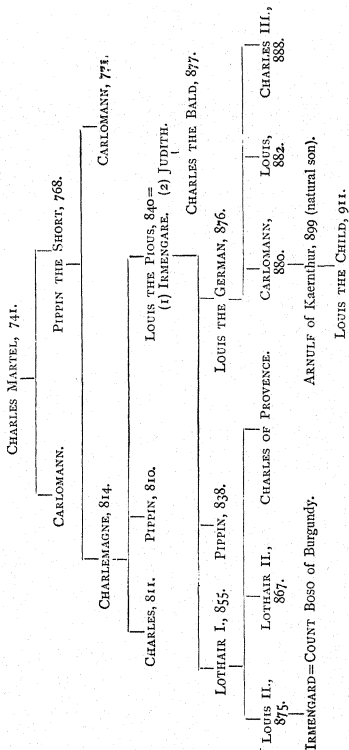 CHARLES MARTEL, 741.
CARLOMANN. PIPPIN THE SHORT, 768.
CHARLEMAGNE, 814. CARLOMANN, 771.
CHARLES, 811. PIPPIN, 810. LOUIS THE PIOUS, 840=
(1) IRMENGARE. (2) JUDITH.
CHARLES THE BALD, 877.
LOTHAIR I., 855. PIPPIN, 838. LOUIS THE GERMAN, 876.
LOUIS II., LOTHAIR II., CHARLES OF PROVENCE. CARLOMANN, LOUIS, CHARLES III.,
875. 867. 880. 882. 888.
IRMENGARD=COUNT BOSO of Burgundy. ARNULF of Kaernthur, 899 (natural son).
LOUIS THE CHILD, 911.